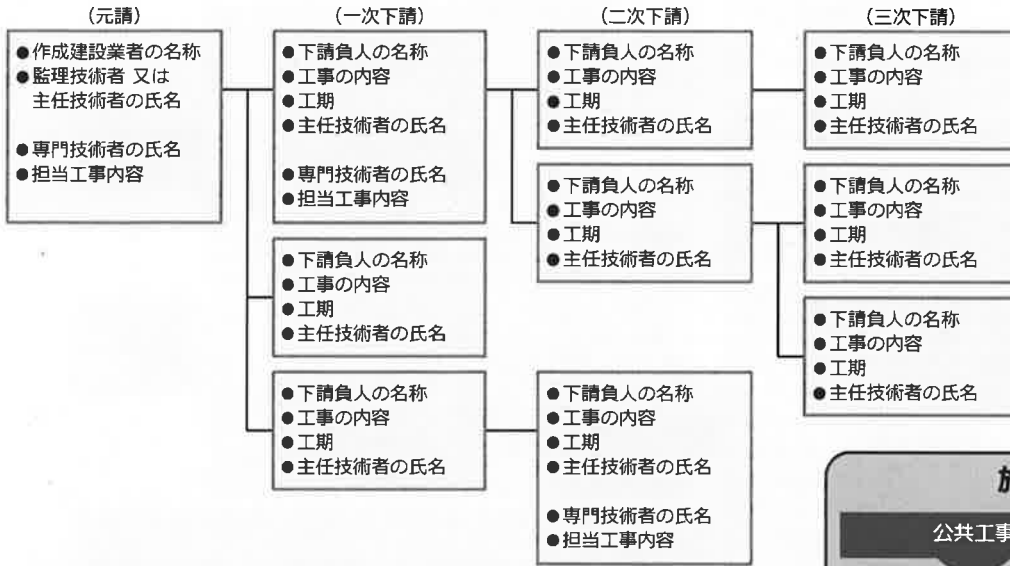 (元請)
●作成建設業者の名称
●監理技術者 又は
主任技術者の氏名
●専門技術者の氏名
●担当工事内容
(一次下請)
●下請負人の名称
●工事の内容
●工期
●主任技術者の氏名
●専門技術者の氏名
●担当工事内容
●下請負人の名称
●工事の内容
●工期
●主任技術者の氏名
●下請負人の名称
●工事の内容
●工期
●主任技術者の氏名
(二次下請)
●下請負人の名称
●工事の内容
●工期
●主任技術者の氏名
●下請負人の名称
●工事の内容
●工期
●主任技術者の氏名
●下請負人の名称
●工事の内容
●工期
●主任技術者の氏名
●専門技術者の氏名
●担当工事内容
(三次下請)
●下請負人の名称
●工事の内容
●工期
●主任技術者の氏名
●下請負人の名称
●工事の内容
●工期
●主任技術者の氏名
●下請負人の名称
●工事の内容
●工期
●主任技術者の氏名
公共工事